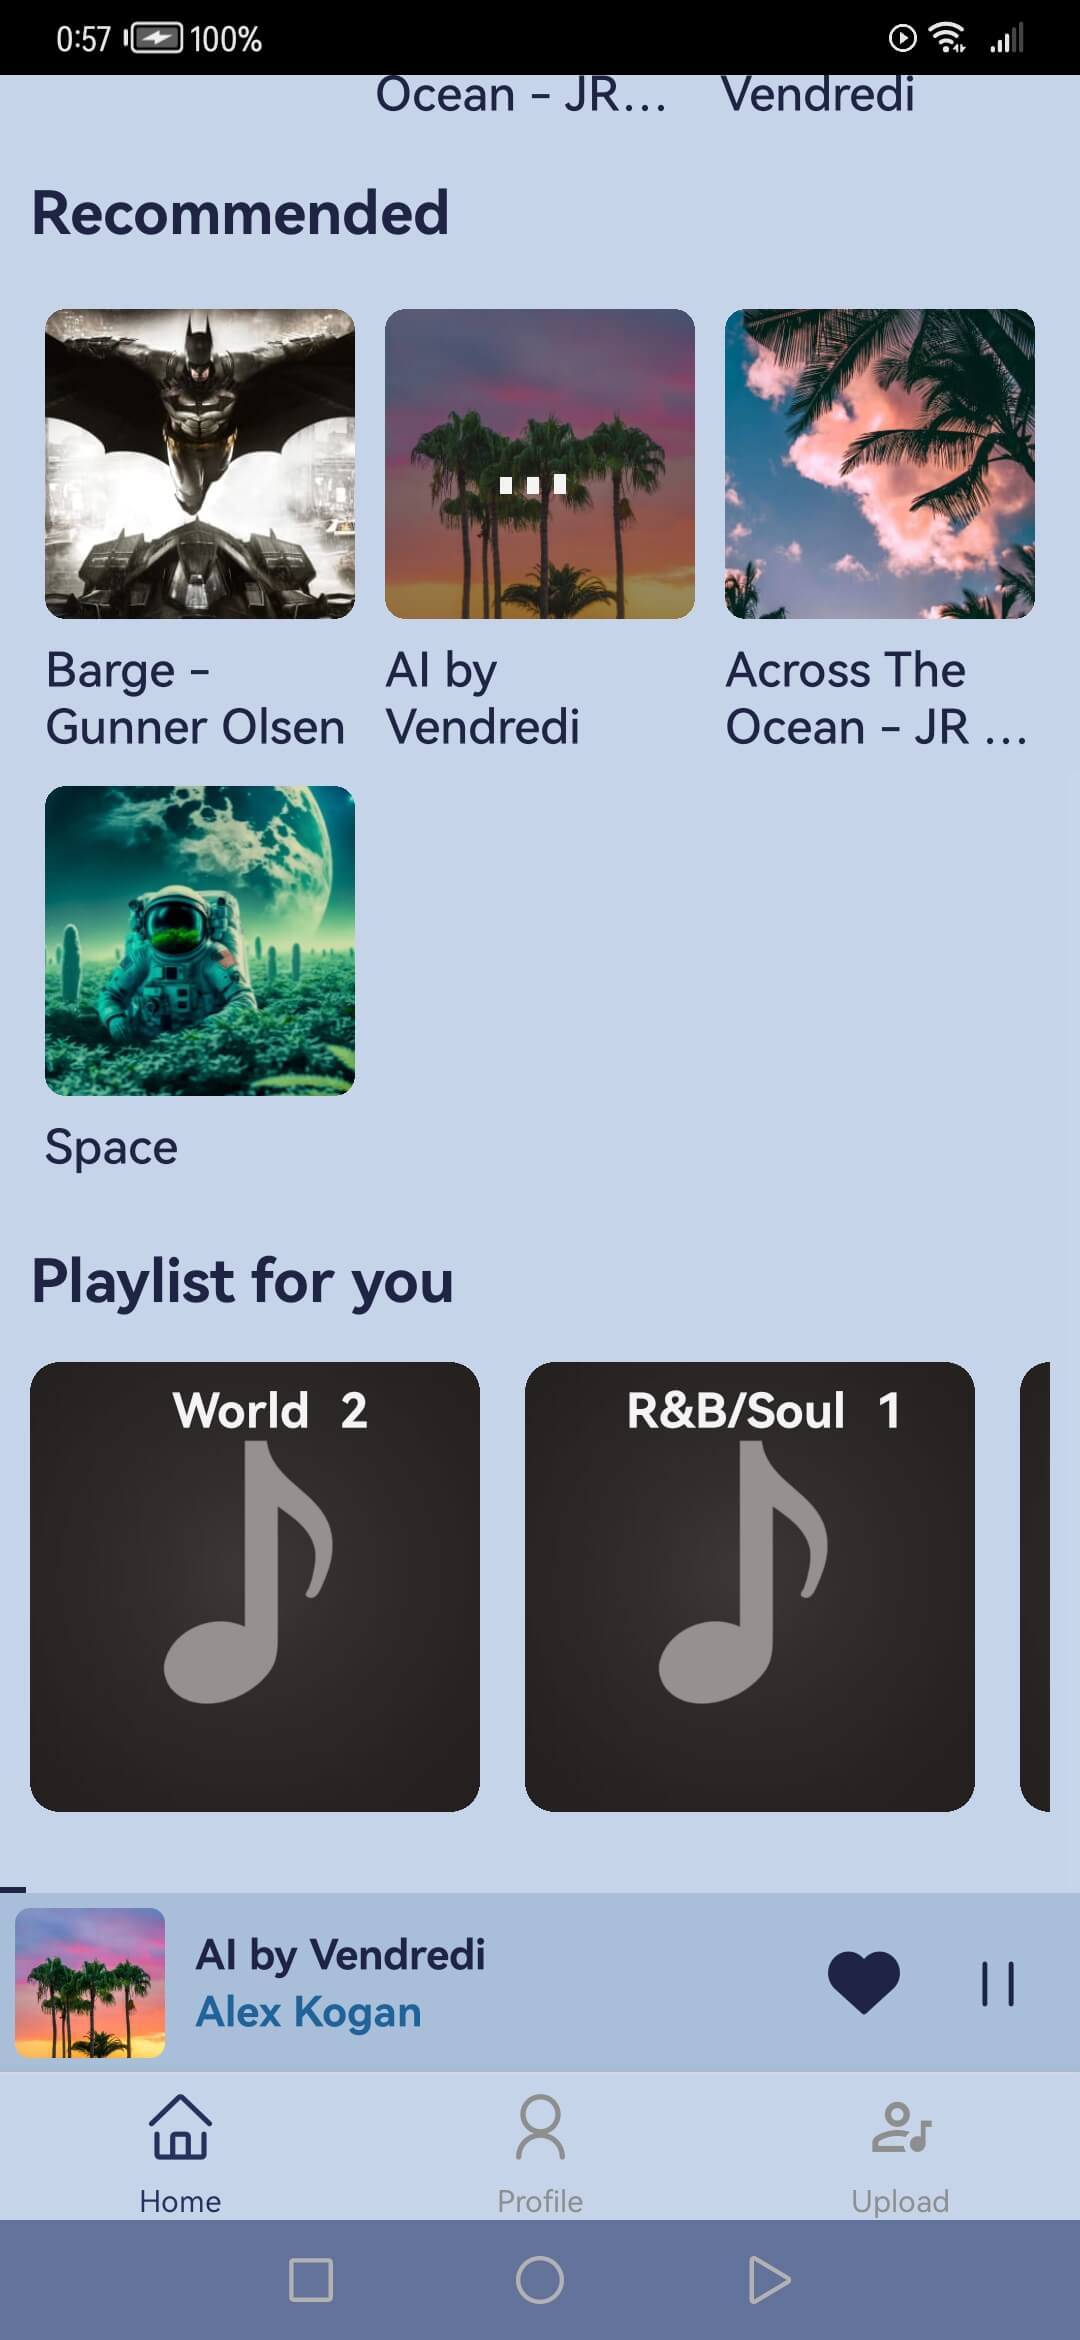 0:57 100%
Ocean - JR... Vendredi
Recommended
Barge - AI by Across The
Gunner Olsen Vendredi Ocean - JR ...
Space
Playlist for you
World 2 R&B/Soul 1
AI by Vendredi
Alex Kogan
Home Profile Upload